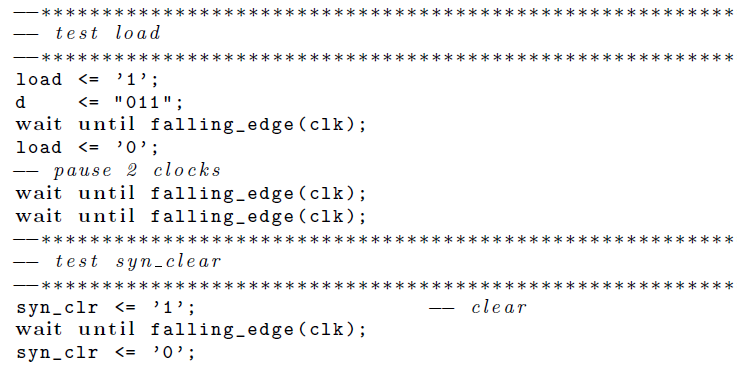 --*********************************************************
-- test load
--*********************************************************
load <= '1';
d    <= "011";
wait until falling_edge(clk);
load <= '0';
-- pause 2 clocks
wait until falling_edge(clk);
wait until falling_edge(clk);
--*********************************************************
-- test syn_clear
--*********************************************************
syn_clr <= '1';                   -- clear
wait until falling_edge(clk);
syn_clr <= '0';